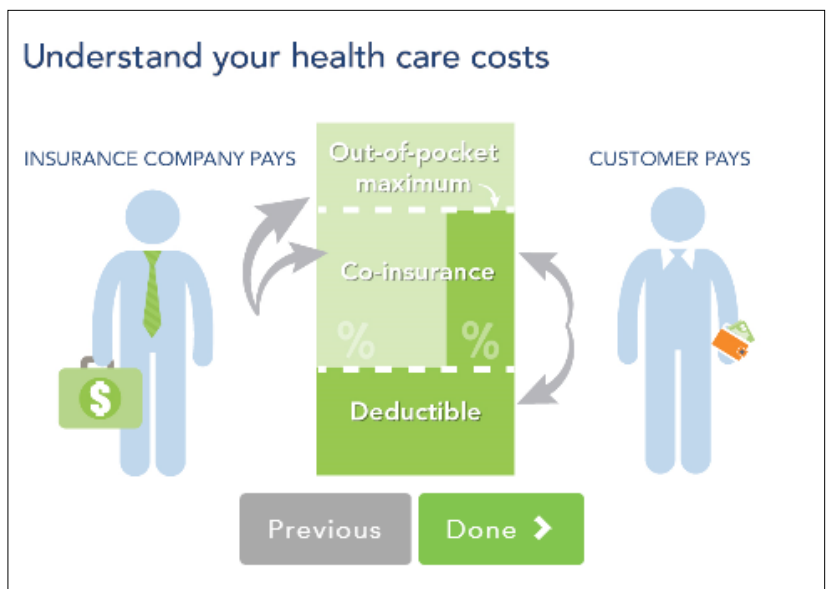 Understand your health care costs
INSURANCE COMPANY PAYS
Out-of-pocket
maximum
CUSTOMER PAYS
Co-insurance
% %
Deductible
$
Previous
Done